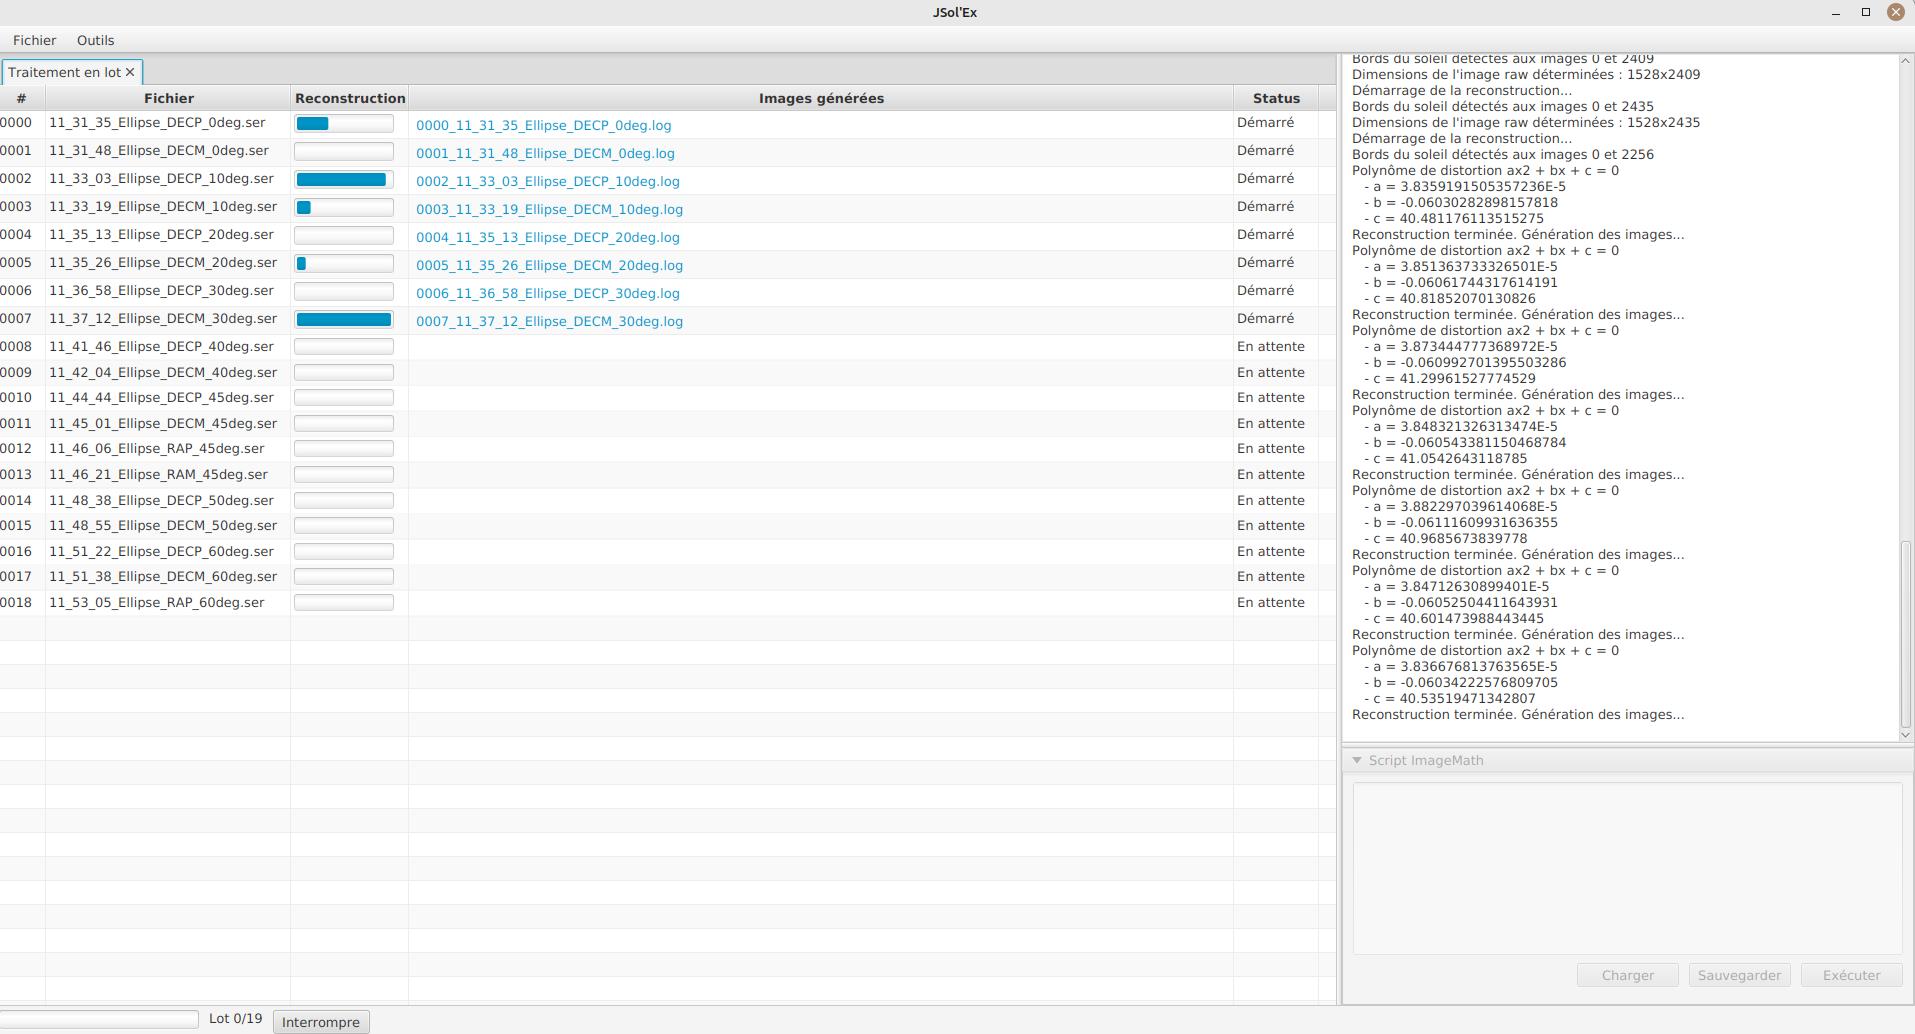 JSol'Ex
Fichier Outils
Traitement en lot ✕
# Fichier Reconstruction Images générées Status
0000 11_31_35_Ellipse_DECP_0deg.ser 0000_11_31_35_Ellipse_DECP_0deg.log Démarré
0001 11_31_48_Ellipse_DECM_0deg.ser 0001_11_31_48_Ellipse_DECM_0deg.log Démarré
0002 11_33_03_Ellipse_DECP_10deg.ser 0002_11_33_03_Ellipse_DECP_10deg.log Démarré
0003 11_33_19_Ellipse_DECM_10deg.ser 0003_11_33_19_Ellipse_DECM_10deg.log Démarré
0004 11_35_13_Ellipse_DECP_20deg.ser 0004_11_35_13_Ellipse_DECP_20deg.log Démarré
0005 11_35_26_Ellipse_DECM_20deg.ser 0005_11_35_26_Ellipse_DECM_20deg.log Démarré
0006 11_36_58_Ellipse_DECP_30deg.ser 0006_11_36_58_Ellipse_DECP_30deg.log Démarré
0007 11_37_12_Ellipse_DECM_30deg.ser 0007_11_37_12_Ellipse_DECM_30deg.log Démarré
0008 11_41_46_Ellipse_DECP_40deg.ser En attente
0009 11_42_04_Ellipse_DECM_40deg.ser En attente
0010 11_44_44_Ellipse_DECP_45deg.ser En attente
0011 11_45_01_Ellipse_DECM_45deg.ser En attente
0012 11_46_06_Ellipse_RAP_45deg.ser En attente
0013 11_46_21_Ellipse_RAM_45deg.ser En attente
0014 11_48_38_Ellipse_DECP_50deg.ser En attente
0015 11_48_55_Ellipse_DECM_50deg.ser En attente
0016 11_51_22_Ellipse_DECP_60deg.ser En attente
0017 11_51_38_Ellipse_DECM_60deg.ser En attente
0018 11_53_05_Ellipse_RAP_60deg.ser En attente
Bords du soleil détectés aux images 0 et 2409
Dimensions de l'image raw déterminées : 1528x2409
Démarrage de la reconstruction...
Bords du soleil détectés aux images 0 et 2435
Dimensions de l'image raw déterminées : 1528x2435
Démarrage de la reconstruction...
Bords du soleil détectés aux images 0 et 2256
Polynôme de distortion ax2 + bx + c = 0
- a = 3.8359191505357236E-5
- b = -0.06030282898157818
- c = 40.481176113515275
Reconstruction terminée. Génération des images...
Polynôme de distortion ax2 + bx + c = 0
- a = 3.851363733326501E-5
- b = -0.06061744317614191
- c = 40.81852070130826
Reconstruction terminée. Génération des images...
Polynôme de distortion ax2 + bx + c = 0
- a = 3.873444777368972E-5
- b = -0.060992701395503286
- c = 41.29961527774529
Reconstruction terminée. Génération des images...
Polynôme de distortion ax2 + bx + c = 0
- a = 3.848321326313474E-5
- b = -0.060543381150468784
- c = 41.0542643118785
Reconstruction terminée. Génération des images...
Polynôme de distortion ax2 + bx + c = 0
- a = 3.882297039614068E-5
- b = -0.06111609931636355
- c = 40.9685673839778
Reconstruction terminée. Génération des images...
Polynôme de distortion ax2 + bx + c = 0
- a = 3.84712630899401E-5
- b = -0.06052504411643931
- c = 40.601473988443445
Reconstruction terminée. Génération des images...
Polynôme de distortion ax2 + bx + c = 0
- a = 3.836676813763565E-5
- b = -0.06034222576809705
- c = 40.53519471342807
Reconstruction terminée. Génération des images...
Script ImageMath
Charger Sauvegarder Exécuter
Lot 0/19 Interrompre